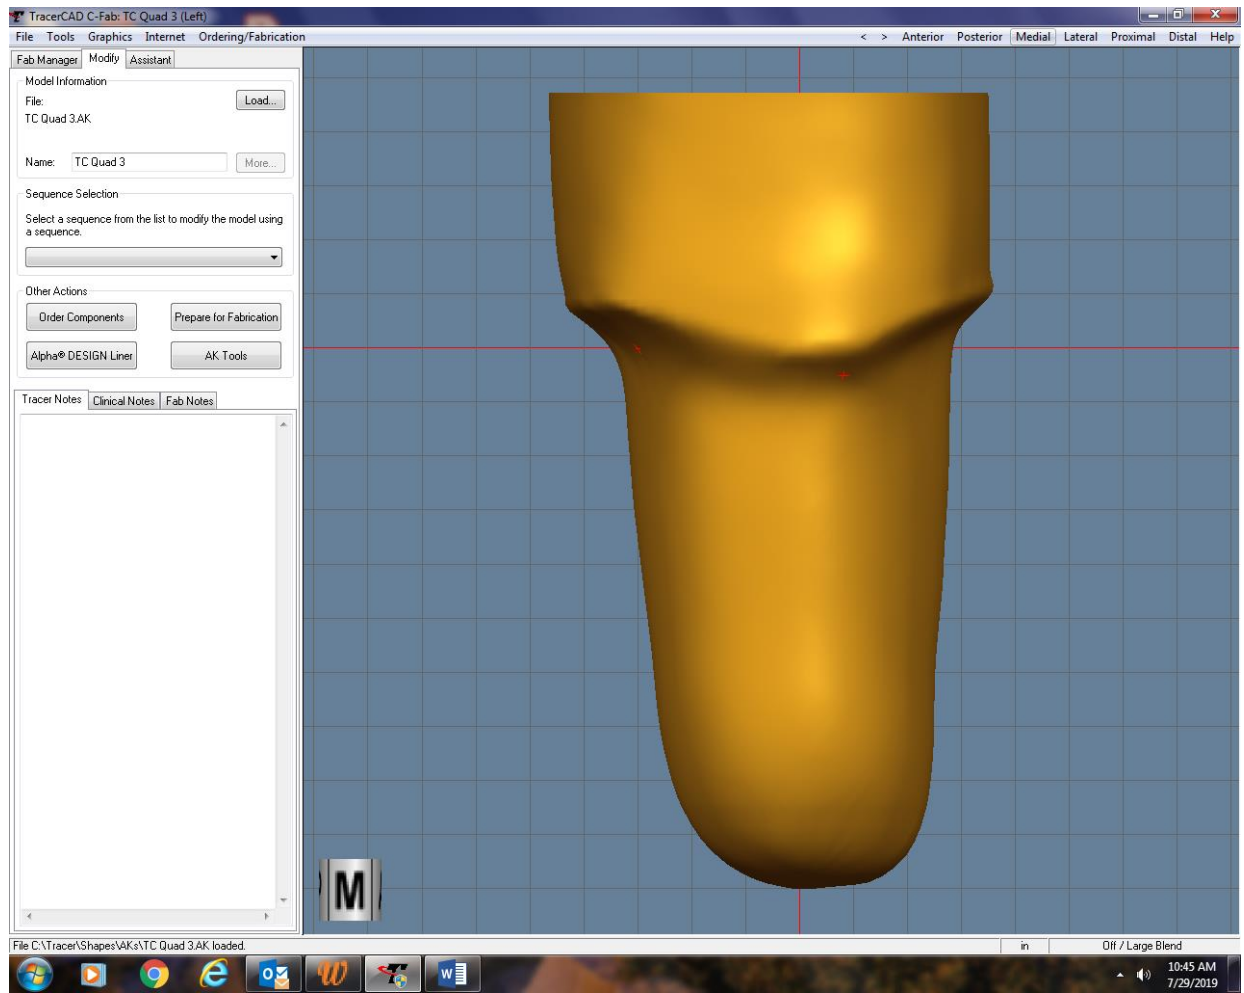 TracerCAD C-Fab: TC Quad 3 (Left)
File Tools Graphics Internet Ordering/Fabrication < > Anterior Posterior Medial Lateral Proximal Distal Help
Fab Manager Modify Assistant
Model Information
File: Load...
TC Quad 3.AK
Name: TC Quad 3 More...
Sequence Selection
Select a sequence from the list to modify the model using
a sequence.
Other Actions
Order Components Prepare for Fabrication
Alpha® DESIGN Liner AK Tools
Tracer Notes Clinical Notes Fab Notes
M
File C:\Tracer\Shapes\AKs\TC Quad 3.AK loaded. in Off / Large Blend
10:45 AM
7/29/2019